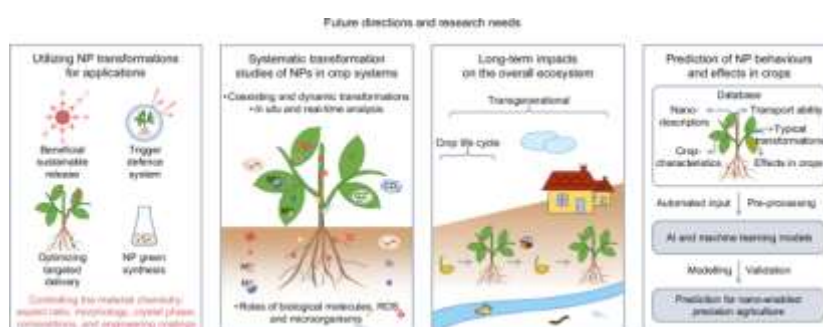 Future directions and research needs
Utilizing NP transformations
for applications
Beneficial
sustainable
release
Trigger
defence
system
Optimizing
targeted
delivery
NP green
synthesis
Controlling the material chemistry:
aspect ratio, morphology, crystal phase
compositions, and engineering coatings
Systematic transformation
studies of NPs in crop systems
•Coexisting and dynamic transformations
•In situ and real-time analysis
•Roles of biological molecules, ROS
and microorganisms
Long-term impacts
on the overall ecosystem
Transgenerational
Crop life cycle
Prediction of NP behaviours
and effects in crops
Database
Nano-
descriptors
Transport ability
Typical
transformations
Crop
characteristics
Effects in crops
Automated input
Pre-processing
AI and machine learning models
Modelling
Validation
Prediction for nano-enabled
precision agriculture